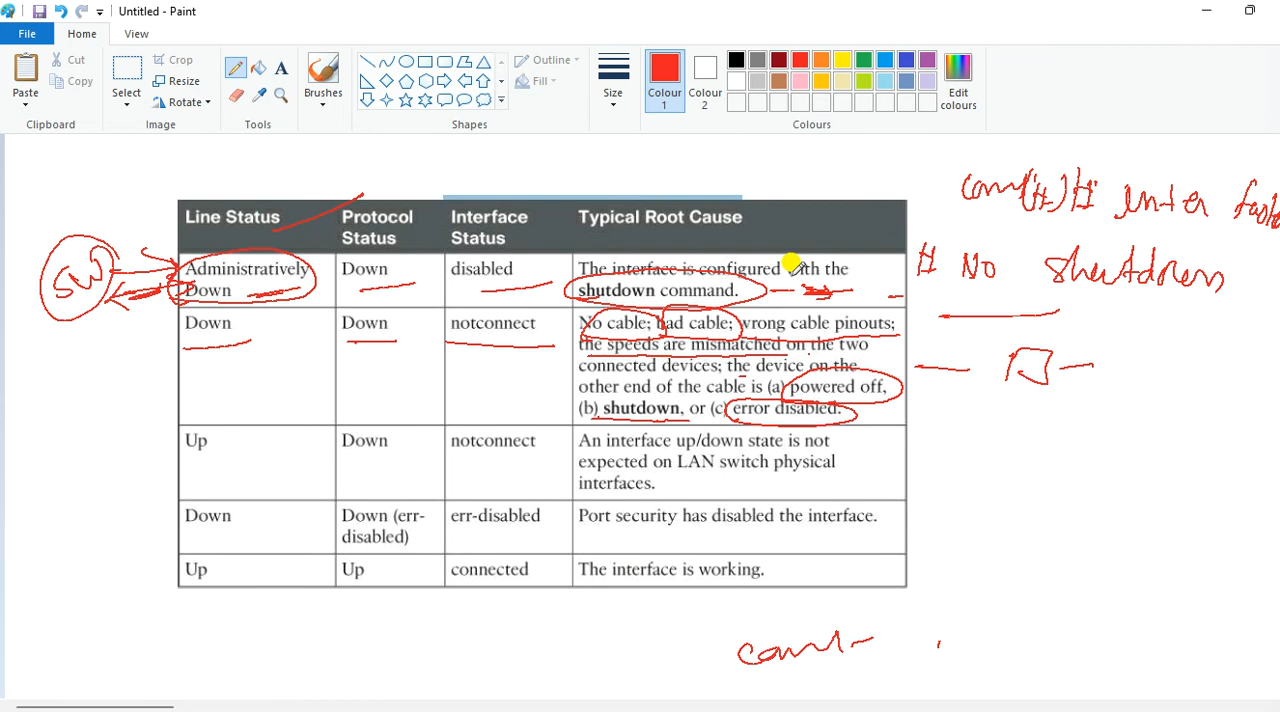 Untitled - Paint
File Home View
Paste
Cut
Copy
Clipboard
Select
Crop
Resize
Rotate
Image
A
Tools
Brushes
Outline
Fill
Shapes
Size
Colour 1
Colour 2
Edit colours
Colours
Line Status
Protocol Status
Interface Status
Typical Root Cause
Administratively Down
Down
disabled
The interface is configured with the
shutdown command.
Down
Down
notconnect
No cable; bad cable; wrong cable pinouts;
the speeds are mismatched on the two
connected devices; the device on the
other end of the cable is (a) powered off,
(b) shutdown, or (c) error disabled.
Up
Down
notconnect
An interface up/down state is not
expected on LAN switch physical
interfaces.
Down
Down (err-
disabled)
err-disabled
Port security has disabled the interface.
Up
Up
connected
The interface is working.
SW
inter
# No shutdown